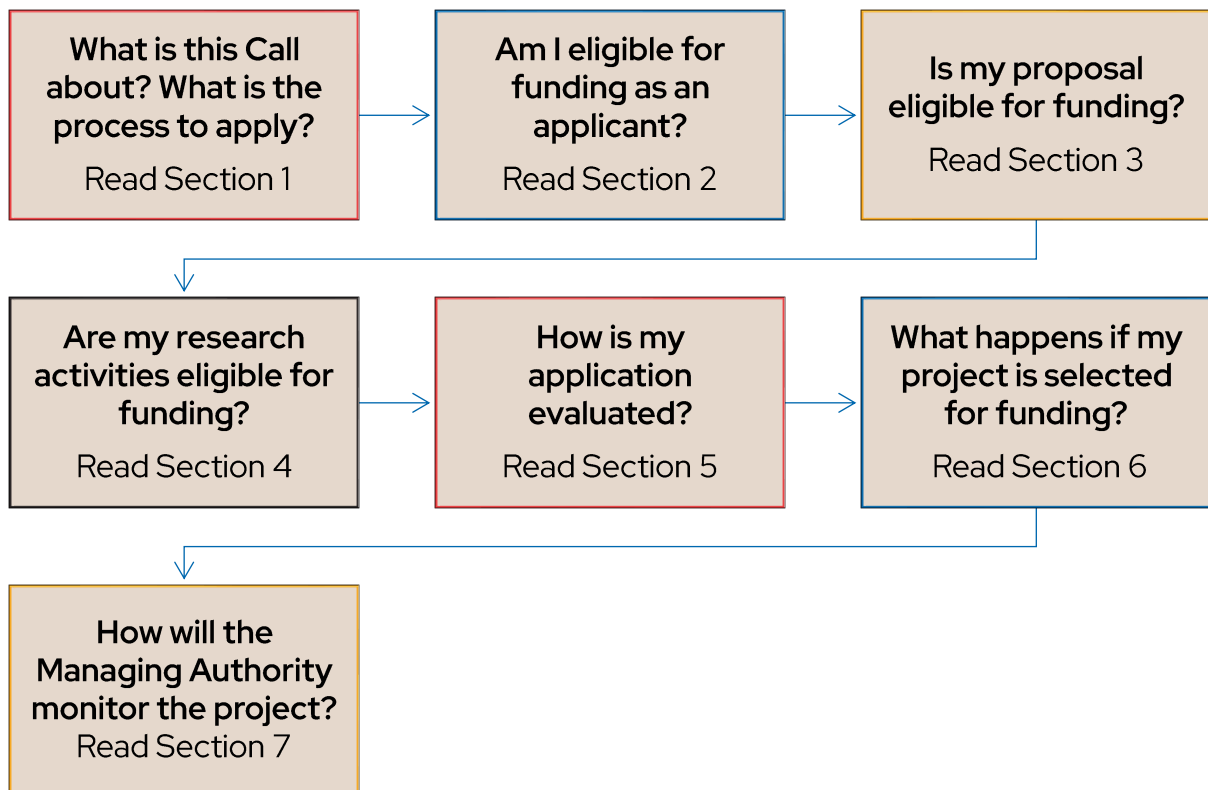 What is this Call
about? What is the
process to apply?
Read Section 1
Am I eligible for
funding as an
applicant?
Read Section 2
Is my proposal
eligible for funding?
Read Section 3
Are my research
activities eligible for
funding?
Read Section 4
How is my
application
evaluated?
Read Section 5
What happens if my
project is selected
for funding?
Read Section 6
How will the
Managing Authority
monitor the project?
Read Section 7